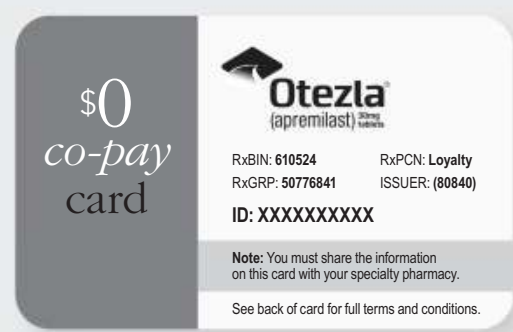 $0
co-pay
card
Otezla®
(apremilast) 30mg tablets
RxBIN: 610524 RxPCN: Loyalty
RxGRP: 50776841 ISSUER: (80840)
ID: XXXXXXXXXX
Note: You must share the information
on this card with your specialty pharmacy.
See back of card for full terms and conditions.